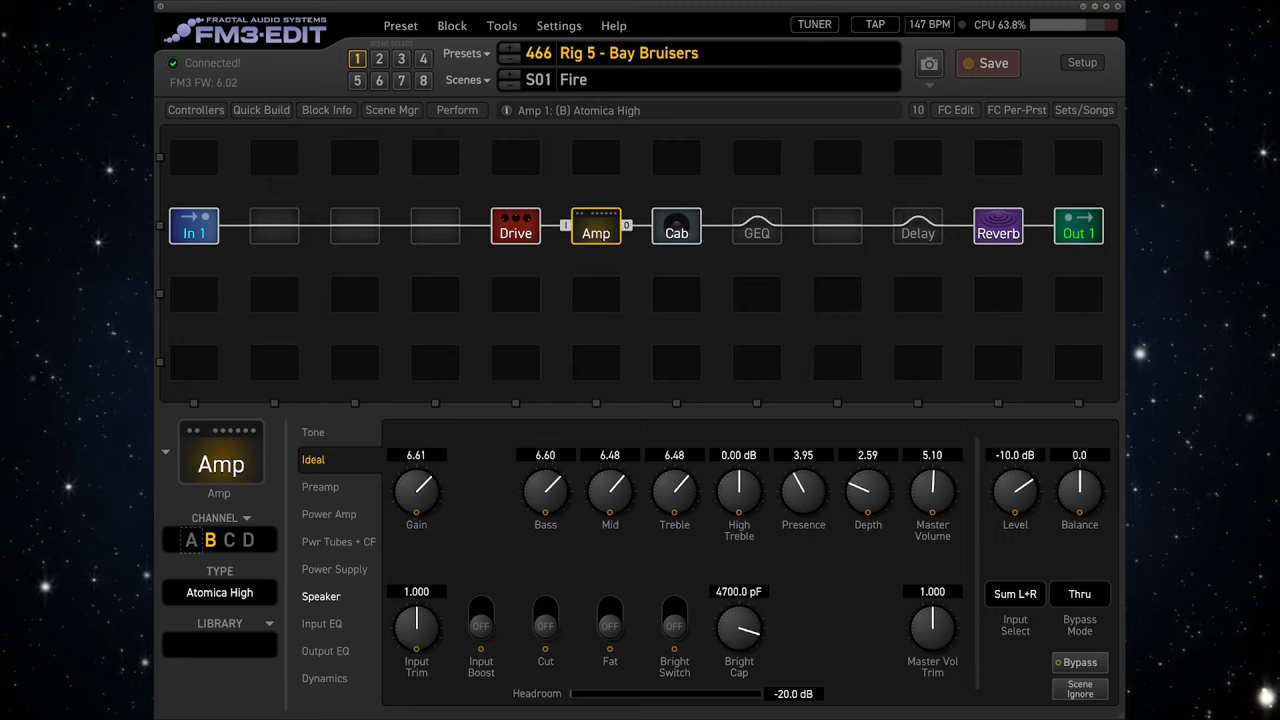 FRACTAL AUDIO SYSTEMS
FM3-EDIT
Preset Block Tools Settings Help
TUNER TAP 147 BPM CPU 63.8%
Connected!
FM3 FW: 6.02
SCENE SELECT
1 2 3 4
5 6 7 8
Presets 466 Rig 5 - Bay Bruisers
Scenes S01 Fire
Save Setup
Controllers Quick Build Block Info Scene Mgr Perform Amp 1: (B) Atomica High 10 FC Edit FC Per-Prst Sets/Songs
In 1 Drive I Amp O Cab GEQ Delay Reverb Out 1
Amp
Amp
CHANNEL
A B C D
TYPE
Atomica High
LIBRARY
Tone
Ideal
Preamp
Power Amp
Pwr Tubes + CF
Power Supply
Speaker
Input EQ
Output EQ
Dynamics
6.61 6.60 6.48 6.48 0.00 dB 3.95 2.59 5.10 -10.0 dB 0.0
Gain Bass Mid Treble High Treble Presence Depth Master Volume Level Balance
1.000 OFF OFF OFF OFF 4700.0 pF 1.000 Sum L+R Thru
Input Trim Input Boost Cut Fat Bright Switch Bright Cap Master Vol Trim Input Select Bypass Mode
Bypass
Scene Ignore
Headroom -20.0 dB